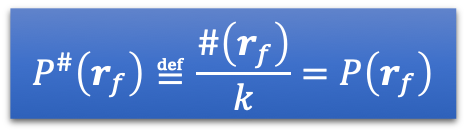 P^#(r_f) ≝ #(r_f)/k = P(r_f)